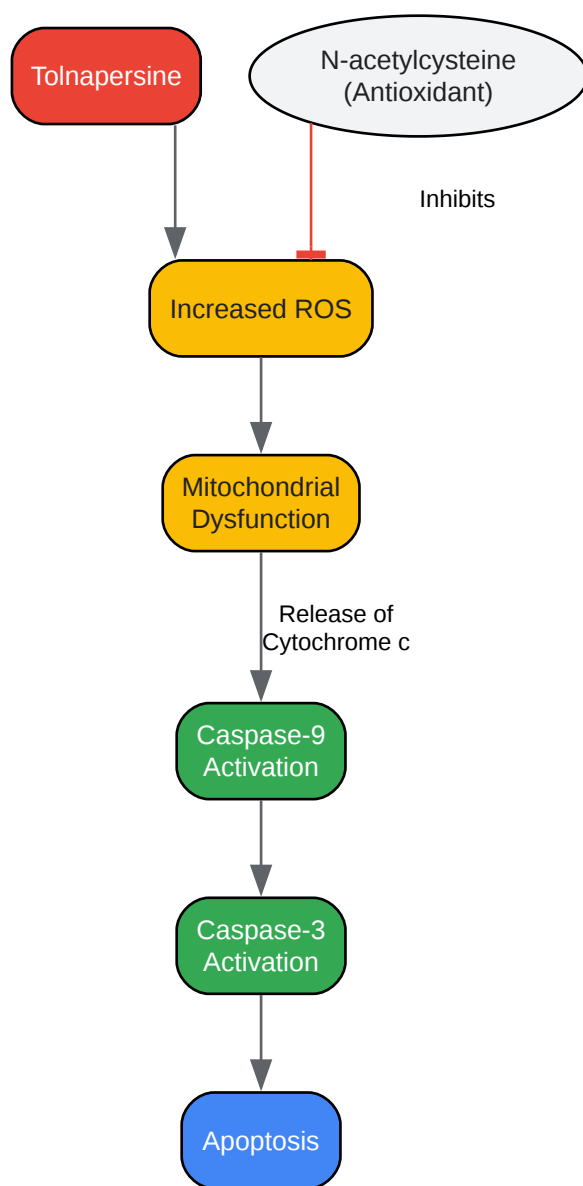 Tolnapersine
N-acetylcysteine
(Antioxidant)
Inhibits
Increased ROS
Mitochondrial
Dysfunction
Release of
Cytochrome c
Caspase-9
Activation
Caspase-3
Activation
Apoptosis